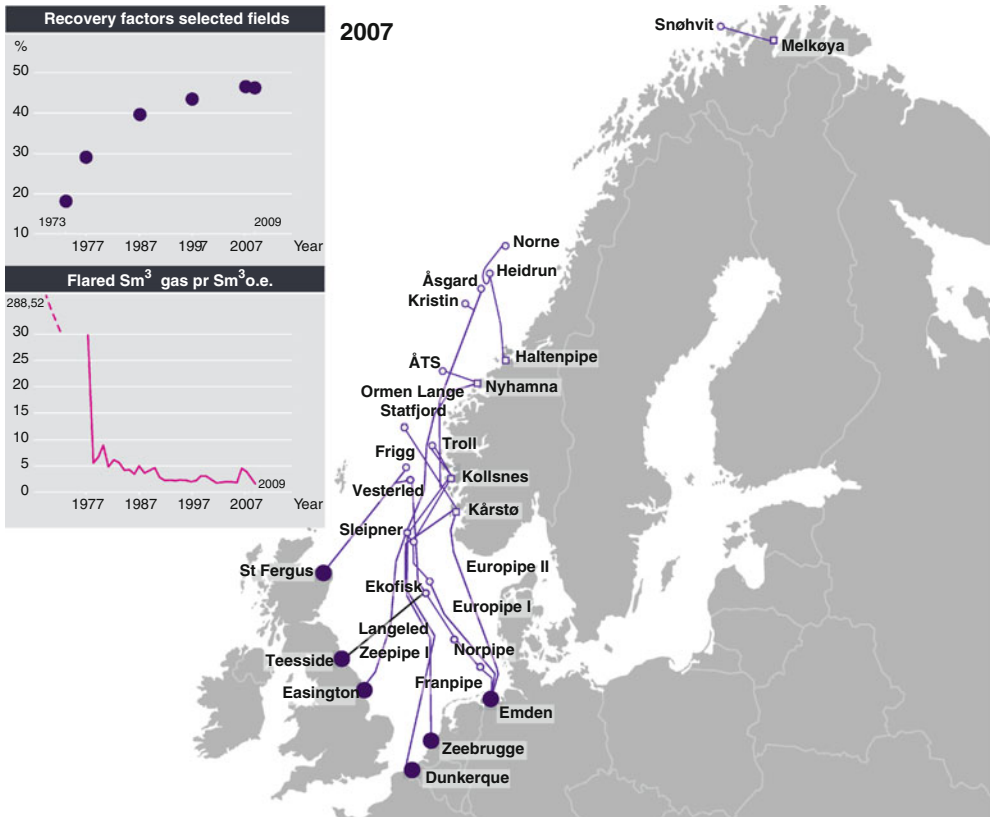 Recovery factors selected fields
%
50
40
30
20
10
1973
2009
1977 1987 1997 2007 Year
Flared Sm³ gas pr Sm³o.e.
288,52
30
25
20
15
10
5
0
2009
1977 1987 1997 2007 Year
2007
Snøhvit
Melkøya
Norne
Heidrun
Åsgard
Kristin
Haltenpipe
ÅTS
Nyhamna
Ormen Lange
Statfjord
Troll
Frigg
Kollsnes
Vesterled
Kårstø
Sleipner
St Fergus
Europipe II
Ekofisk
Europipe I
Langeled
Norpipe
Zeepipe I
Teesside
Franpipe
Easington
Emden
Zeebrugge
Dunkerque